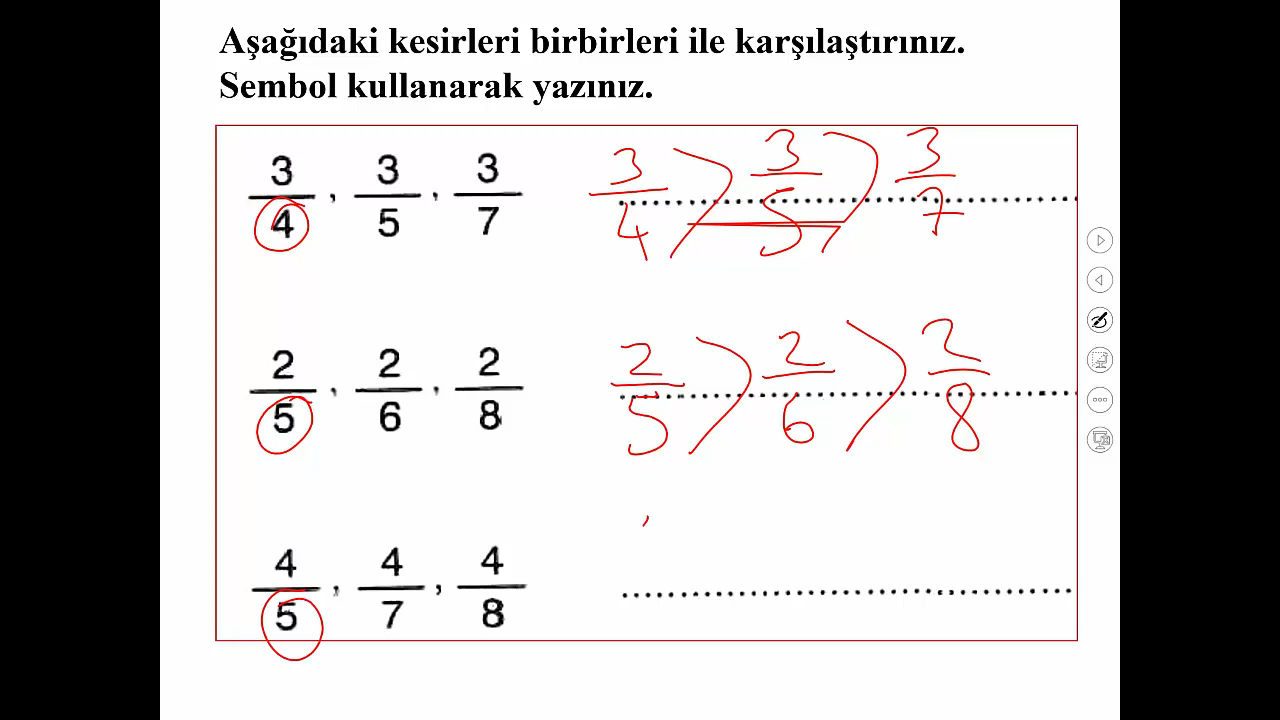 Aşağıdaki kesirleri birbirleri ile karşılaştırınız.
Sembol kullanarak yazınız.
3/4 , 3/5 , 3/7 3/4 > 3/5 > 3/7
2/5 , 2/6 , 2/8 2/5 > 2/6 > 2/8
4/5 , 4/7 , 4/8